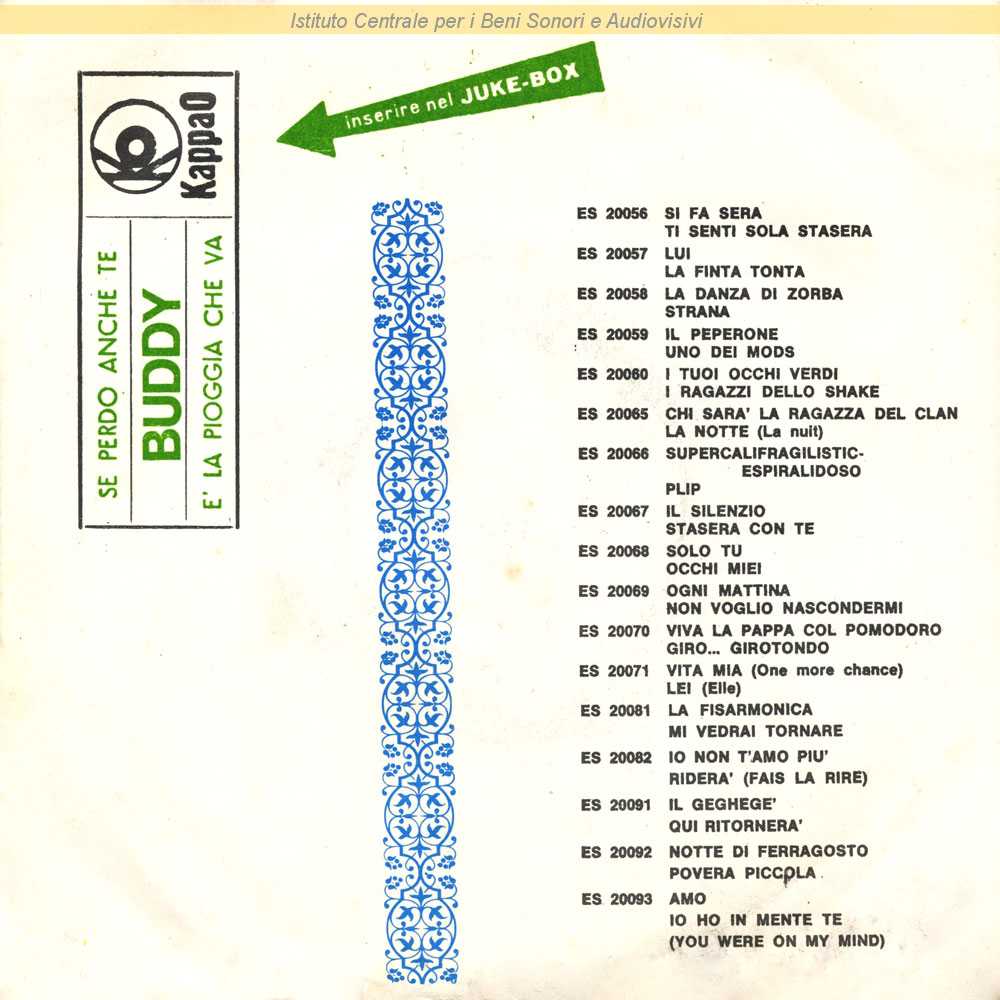 Istituto Centrale per i Beni Sonori e Audiovisivi
inserire nel JUKE-BOX
KO
KappaO
SE PERDO ANCHE TE
BUDDY
E' LA PIOGGIA CHE VA
ES 20056 SI FA SERA
TI SENTI SOLA STASERA
ES 20057 LUI
LA FINTA TONTA
ES 20058 LA DANZA DI ZORBA
STRANA
ES 20059 IL PEPERONE
UNO DEI MODS
ES 20060 I TUOI OCCHI VERDI
I RAGAZZI DELLO SHAKE
ES 20065 CHI SARA' LA RAGAZZA DEL CLAN
LA NOTTE (La nuit)
ES 20066 SUPERCALIFRAGILISTIC-
ESPIRALIDOSO
PLIP
ES 20067 IL SILENZIO
STASERA CON TE
ES 20068 SOLO TU
OCCHI MIEI
ES 20069 OGNI MATTINA
NON VOGLIO NASCONDERMI
ES 20070 VIVA LA PAPPA COL POMODORO
GIRO... GIROTONDO
ES 20071 VITA MIA (One more chance)
LEI (Elle)
ES 20081 LA FISARMONICA
MI VEDRAI TORNARE
ES 20082 IO NON T'AMO PIU'
RIDERA' (FAIS LA RIRE)
ES 20091 IL GEGHEGE'
QUI RITORNERA'
ES 20092 NOTTE DI FERRAGOSTO
POVERA PICCOLA
ES 20093 AMO
IO HO IN MENTE TE
(YOU WERE ON MY MIND)